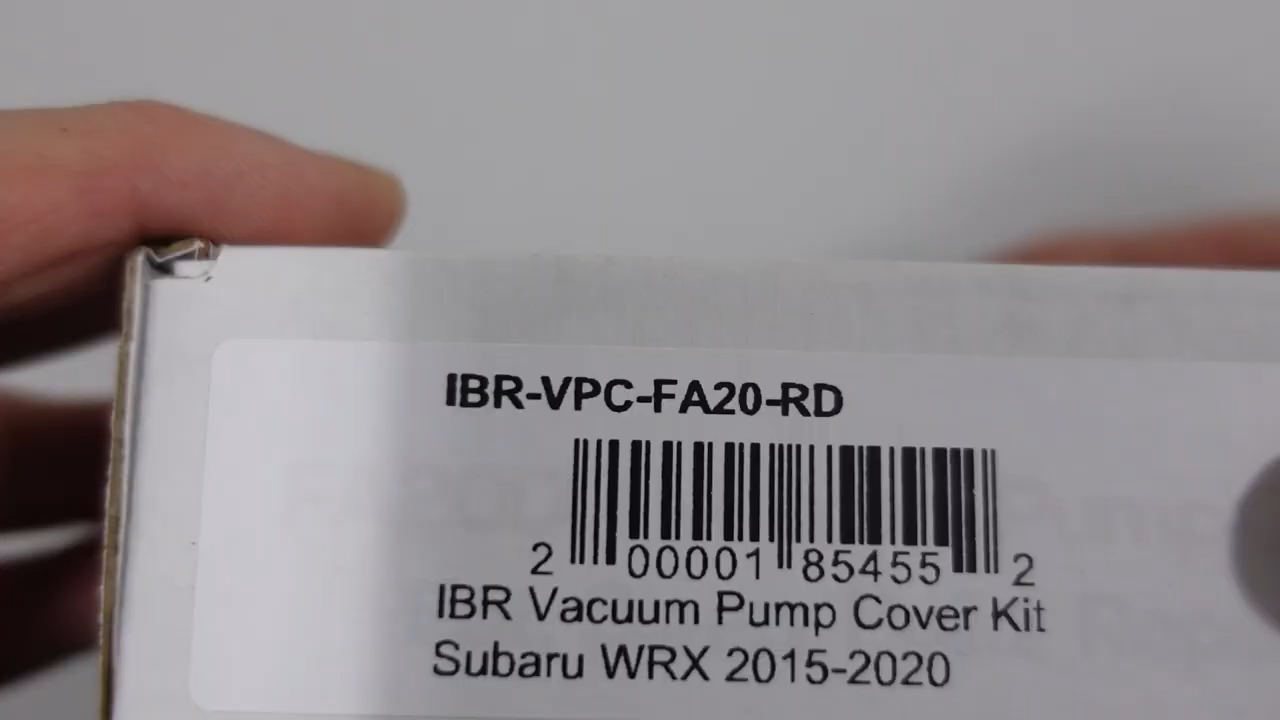 IBR-VPC-FA20-RD
2 00001 85455 2
IBR Vacuum Pump Cover Kit
Subaru WRX 2015-2020